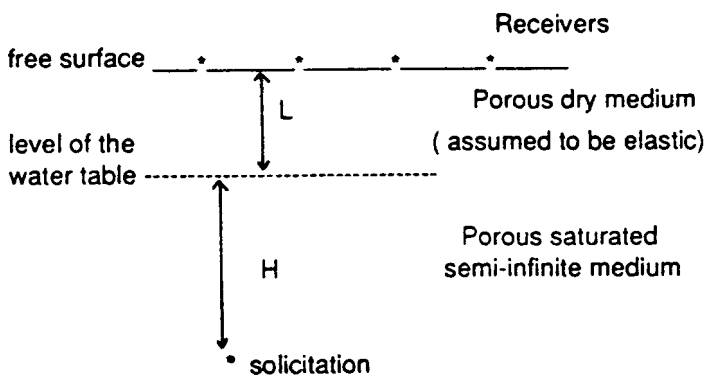 Receivers
free surface
L
Porous dry medium
( assumed to be elastic)
level of the
water table
Porous saturated
semi-infinite medium
H
solicitation